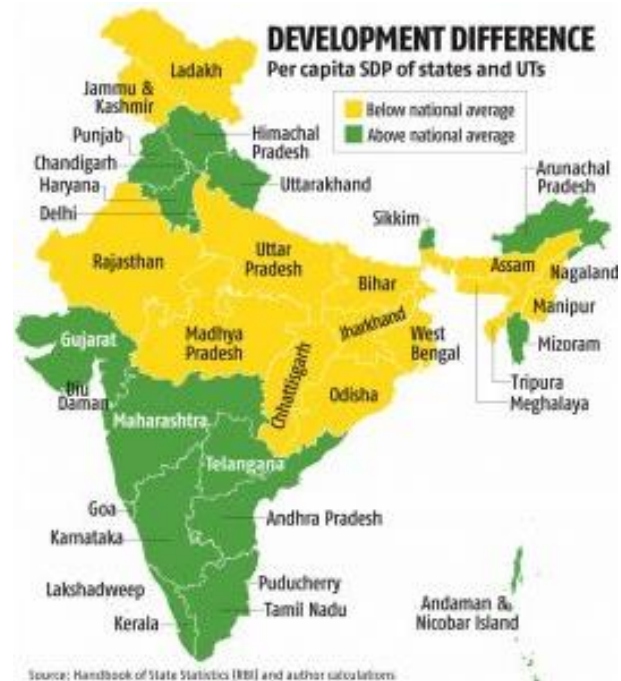 DEVELOPMENT DIFFERENCE
Per capita SDP of states and UTs
Below national average
Above national average
Ladakh
Jammu &
Kashmir
Punjab
Chandigarh
Haryana
Delhi
Himachal
Pradesh
Uttarakhand
Arunachal
Pradesh
Sikkim
Rajasthan
Uttar
Pradesh
Bihar
Assam
Nagaland
Manipur
Mizoram
Tripura
Meghalaya
Gujarat
Madhya
Pradesh
Jharkhand
West
Bengal
Chhattisgarh
Odisha
Diu
Daman
Maharashtra
Telangana
Goa
Karnataka
Andhra Pradesh
Lakshadweep
Kerala
Puducherry
Tamil Nadu
Andaman &
Nicobar Island
Source: Handbook of State Statistics (RBI) and author calculations